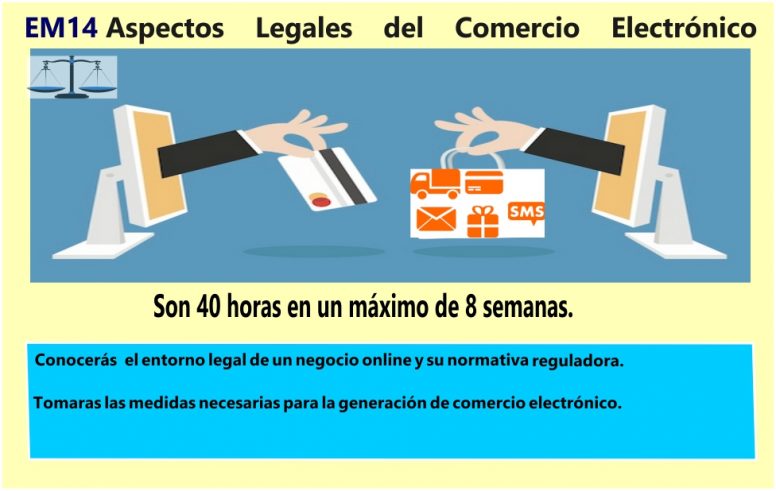 EM14 Aspectos Legales del Comercio Electrónico
SMS
Son 40 horas en un máximo de 8 semanas.
Conocerás el entorno legal de un negocio online y su normativa reguladora.
Tomaras las medidas necesarias para la generación de comercio electrónico.